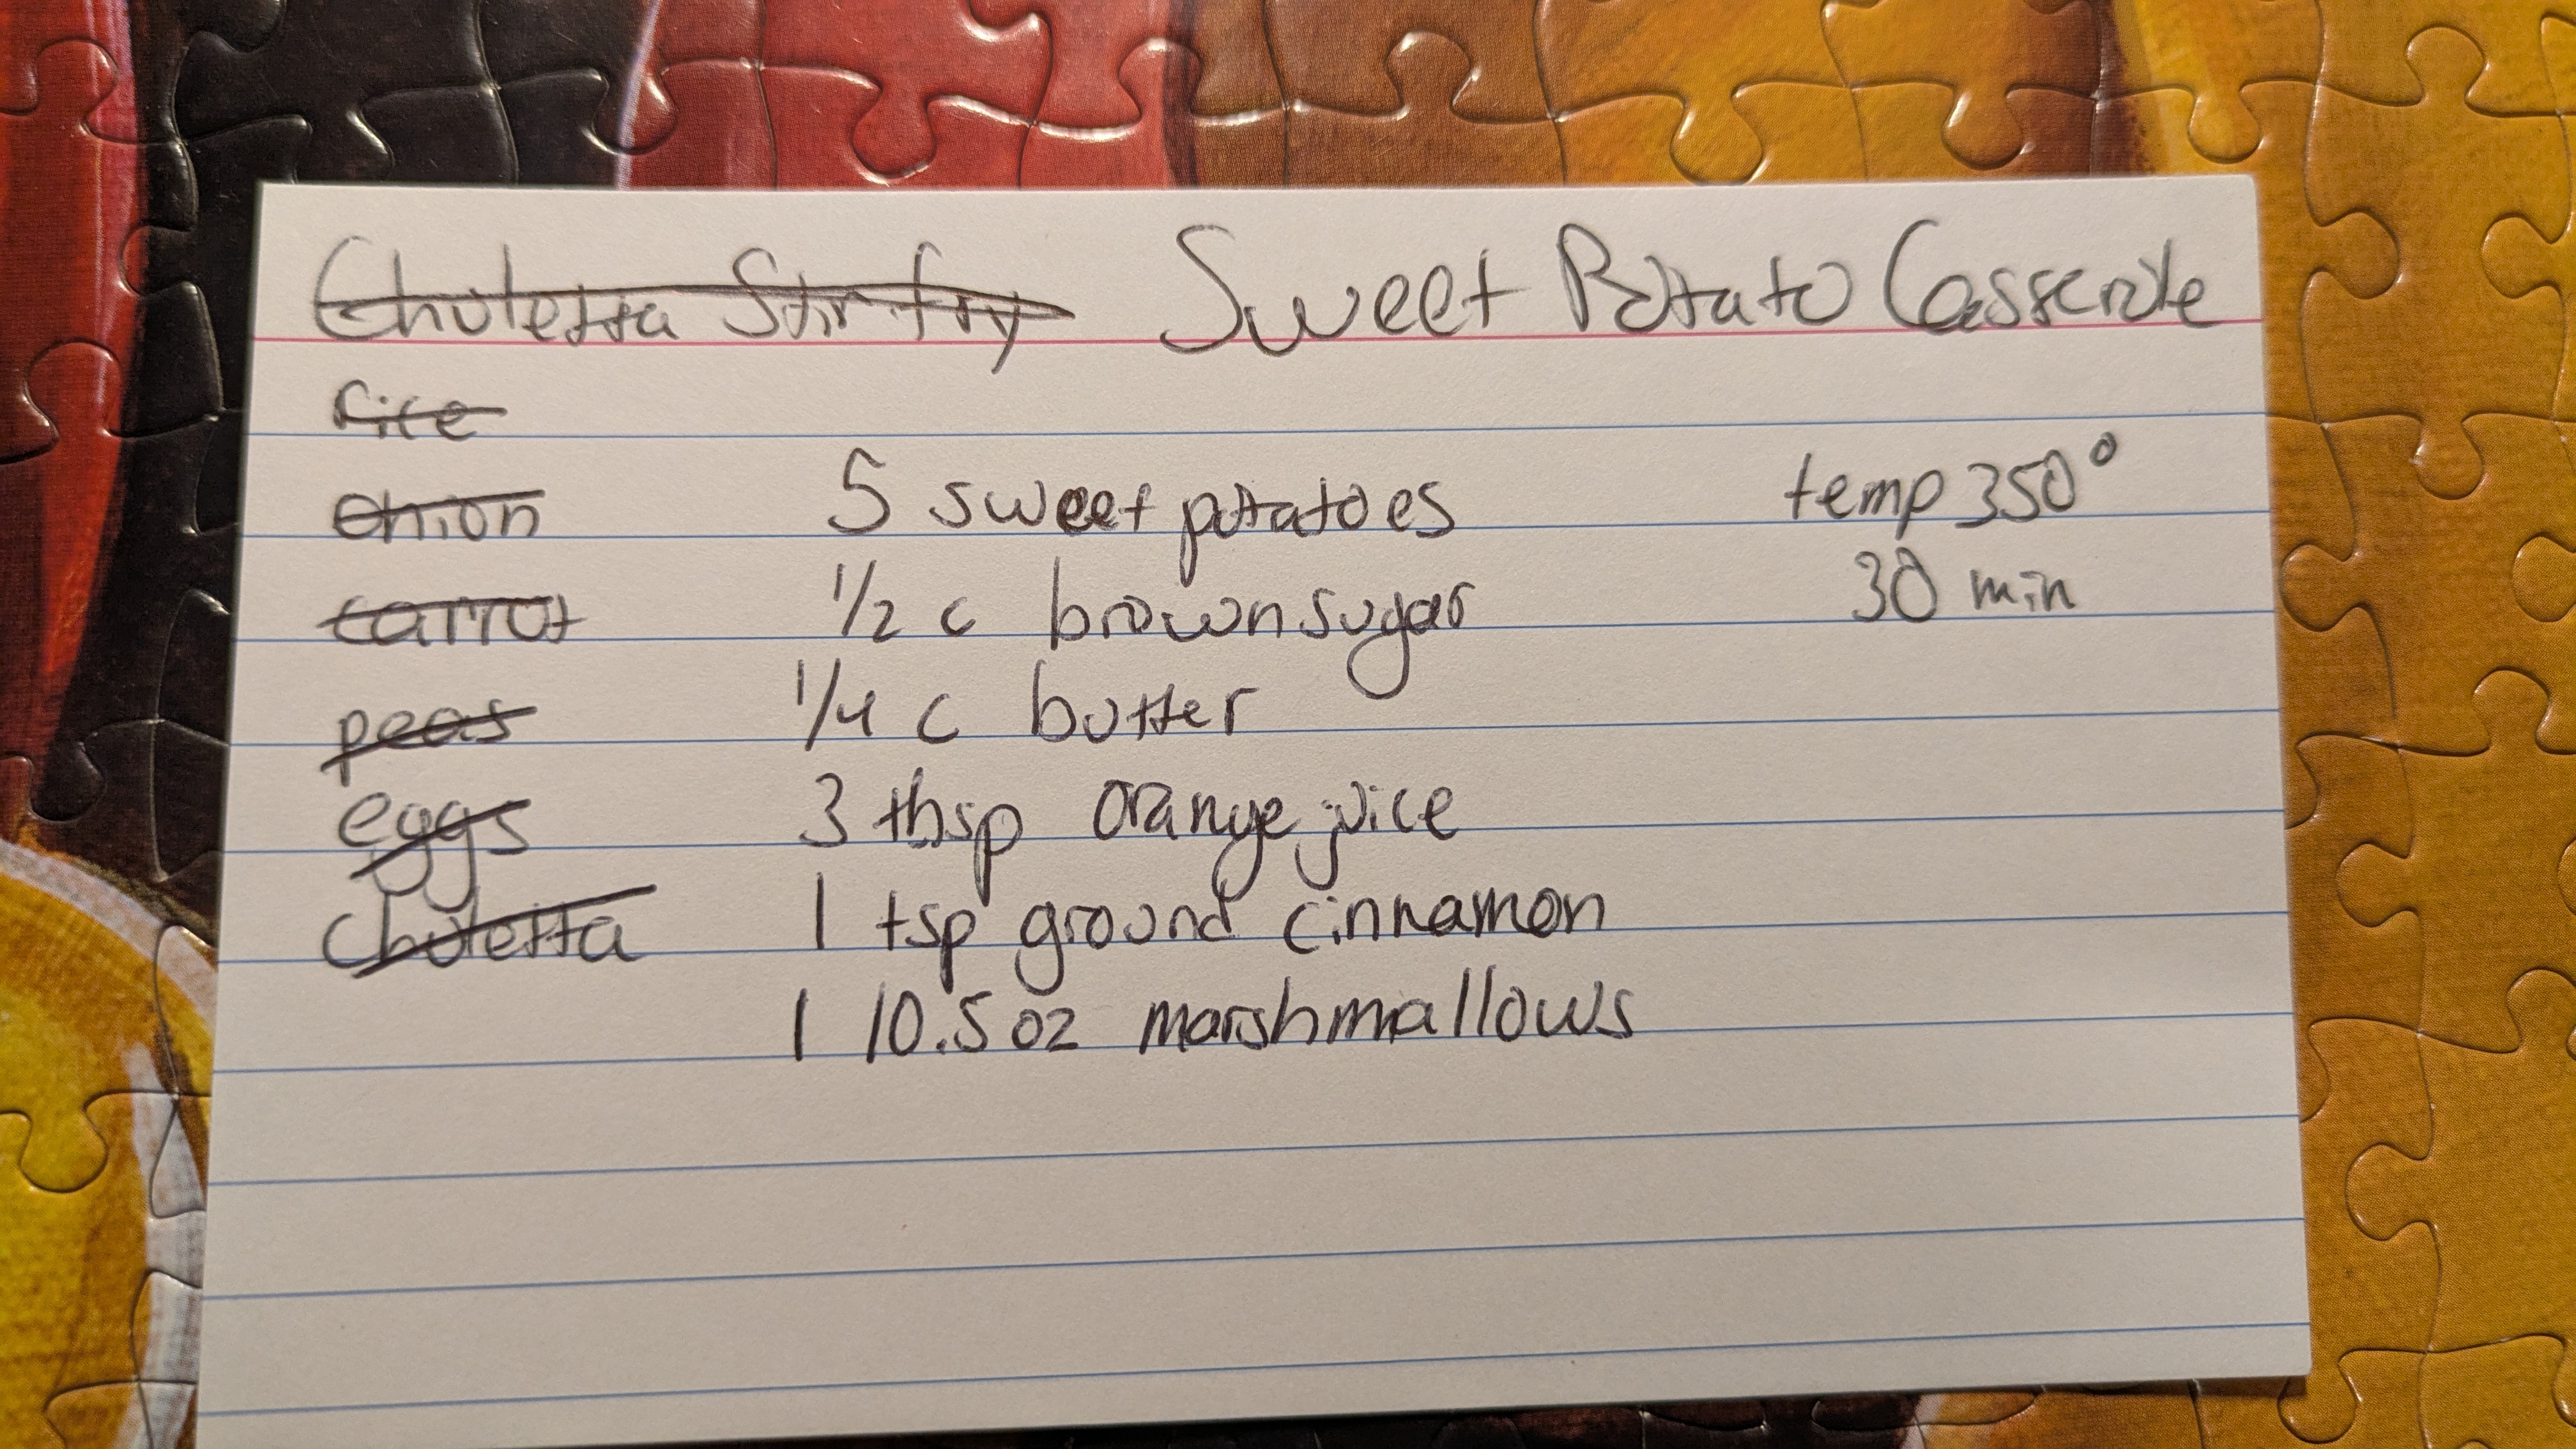 Choletta Stir fry Sweet Potato Casserole
rice
onion 5 sweet potatoes temp 350°
carrot 1/2 c brown sugar 30 min
peas 1/4 c butter
eggs 3 tbsp orange juice
choletta 1 tsp ground cinnamon
1 10.5 oz marshmallows